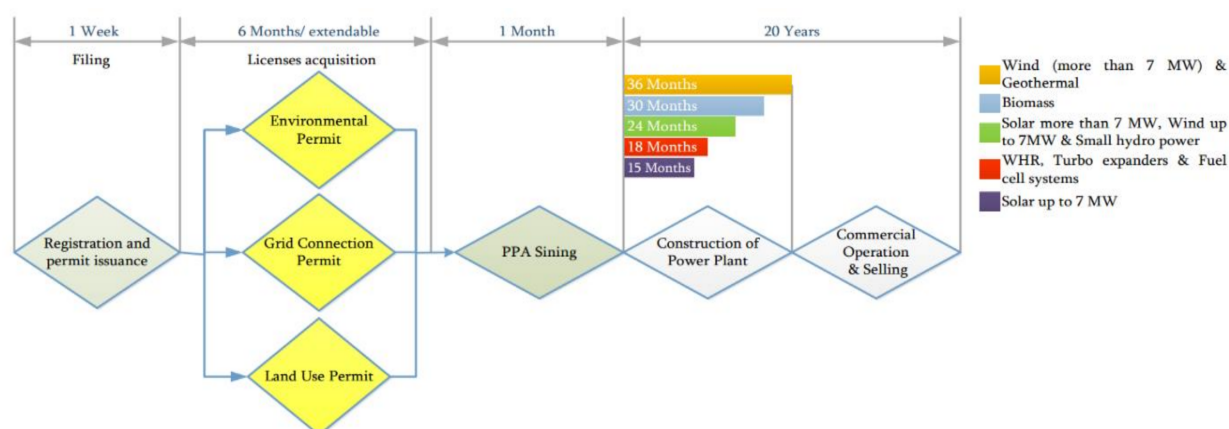 1 Week
6 Months/ extendable
1 Month
20 Years
Filing
Licenses acquisition
36 Months
30 Months
24 Months
18 Months
15 Months
Wind (more than 7 MW) &
Geothermal
Biomass
Solar more than 7 MW, Wind up
to 7MW & Small hydro power
WHR, Turbo expanders & Fuel
cell systems
Solar up to 7 MW
Registration and
permit issuance
Environmental
Permit
Grid Connection
Permit
Land Use Permit
PPA Sining
Construction of
Power Plant
Commercial
Operation
& Selling